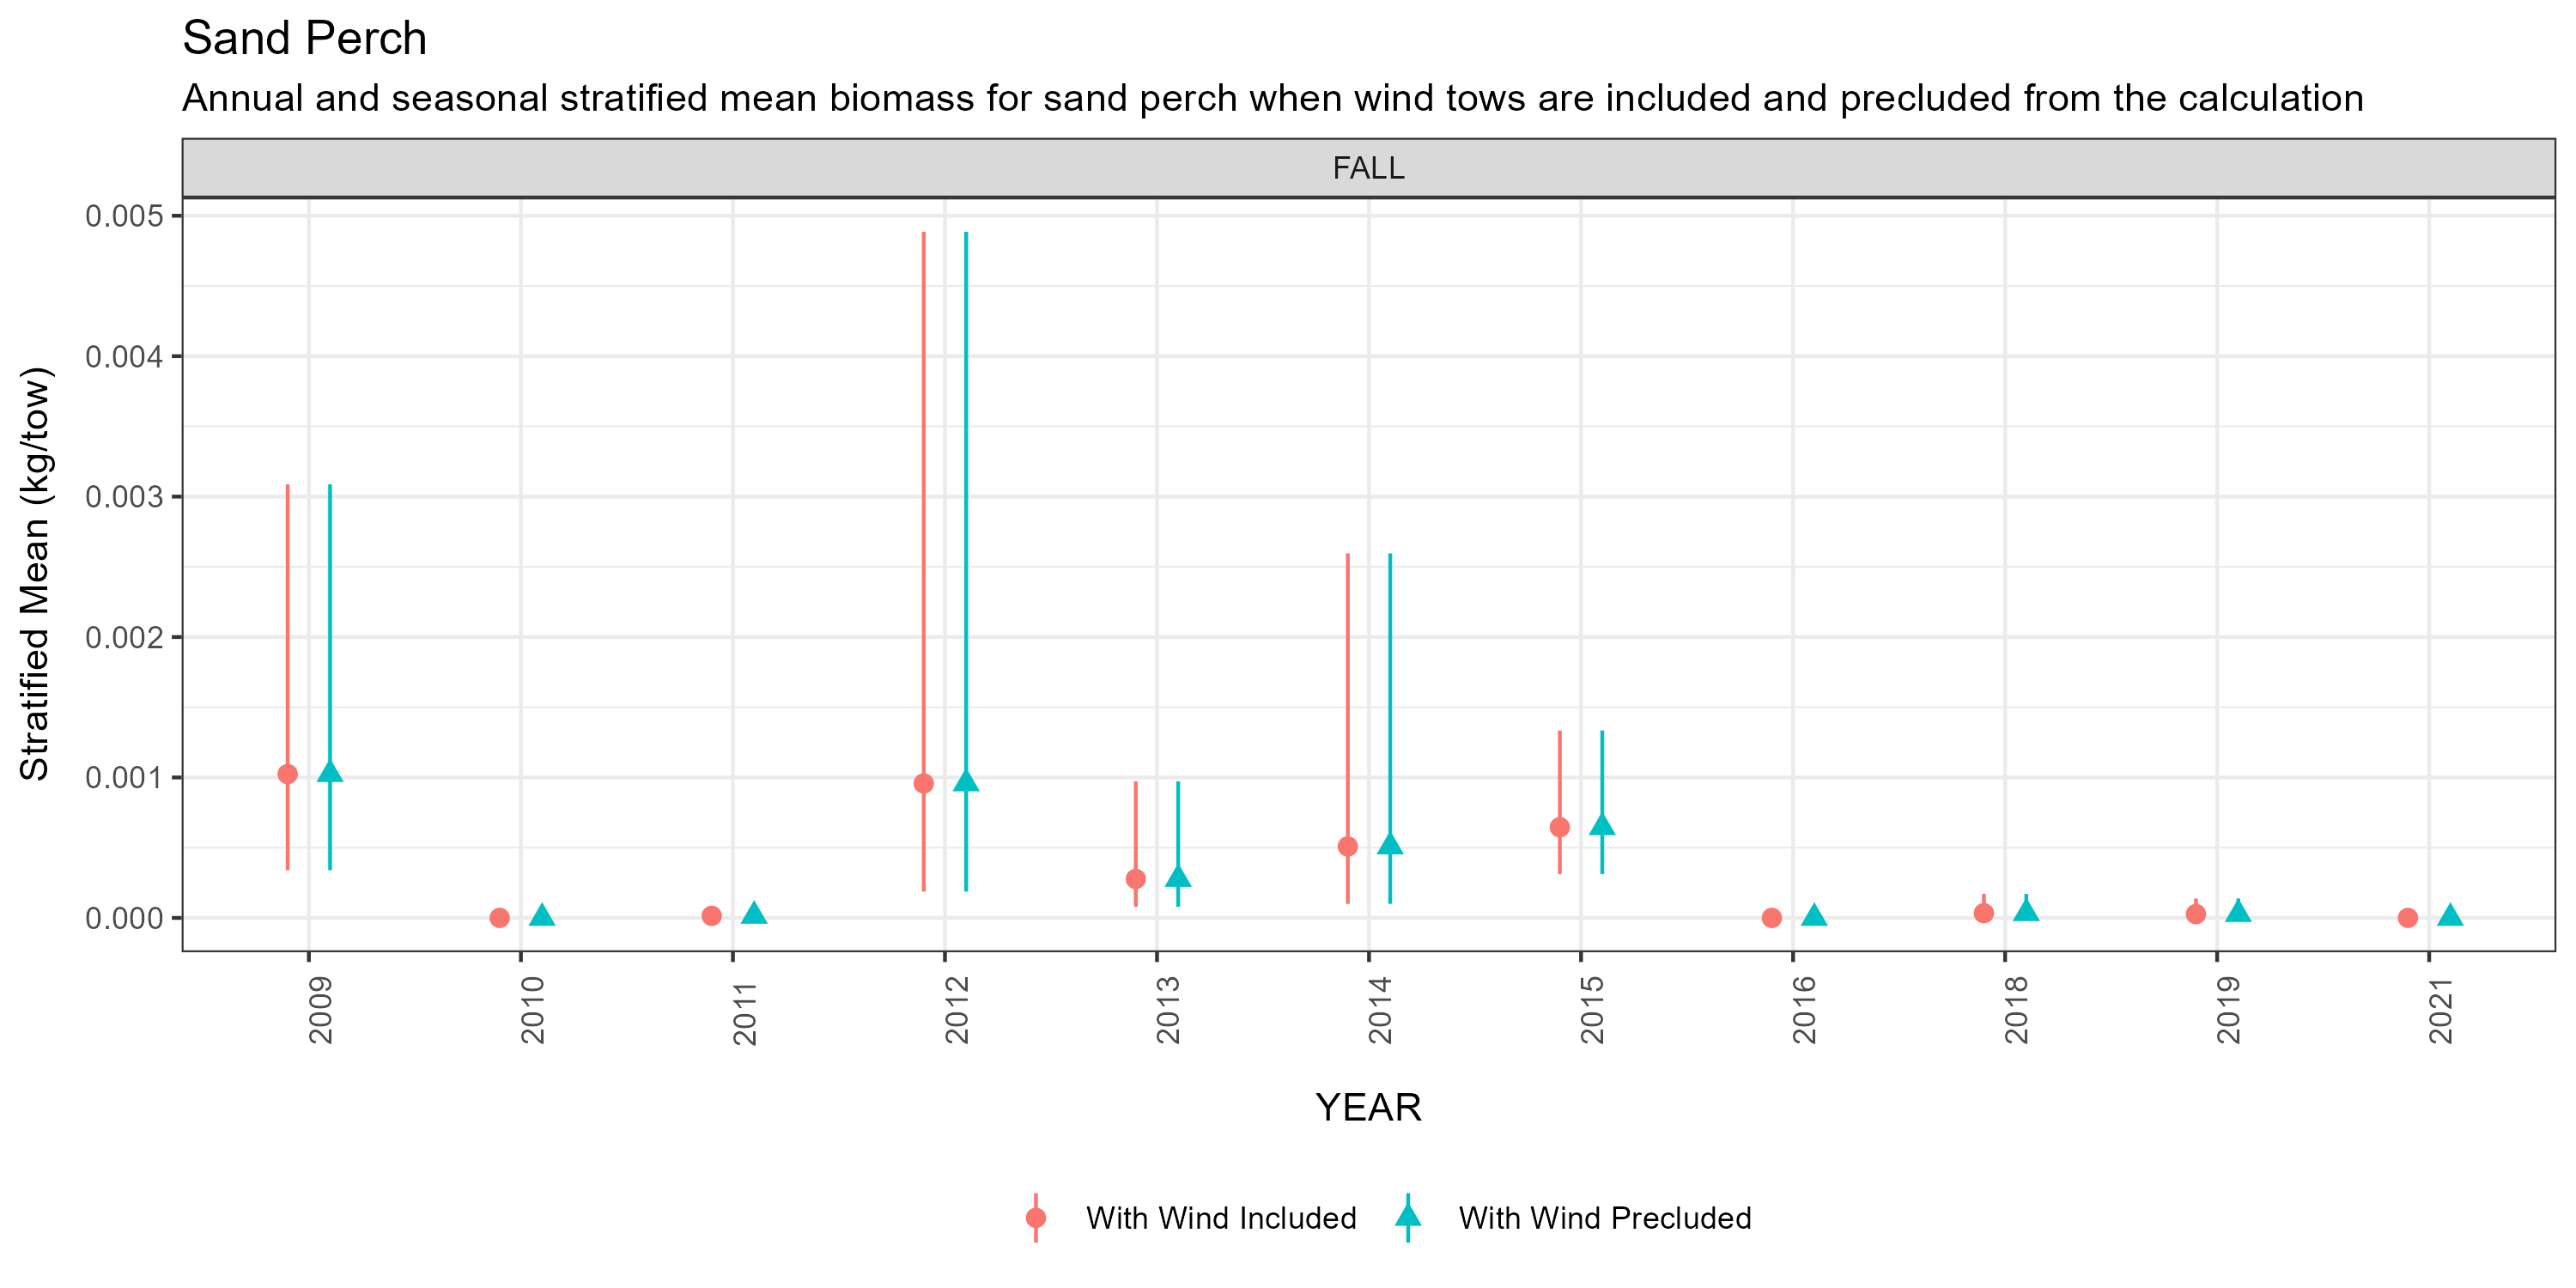 Sand Perch
Annual and seasonal stratified mean biomass for sand perch when wind tows are included and precluded from the calculation
FALL
Stratified Mean (kg/tow)
0.005
0.004
0.003
0.002
0.001
0.000
2009
2010
2011
2012
2013
2014
2015
2016
2018
2019
2021
YEAR
With Wind Included
With Wind Precluded